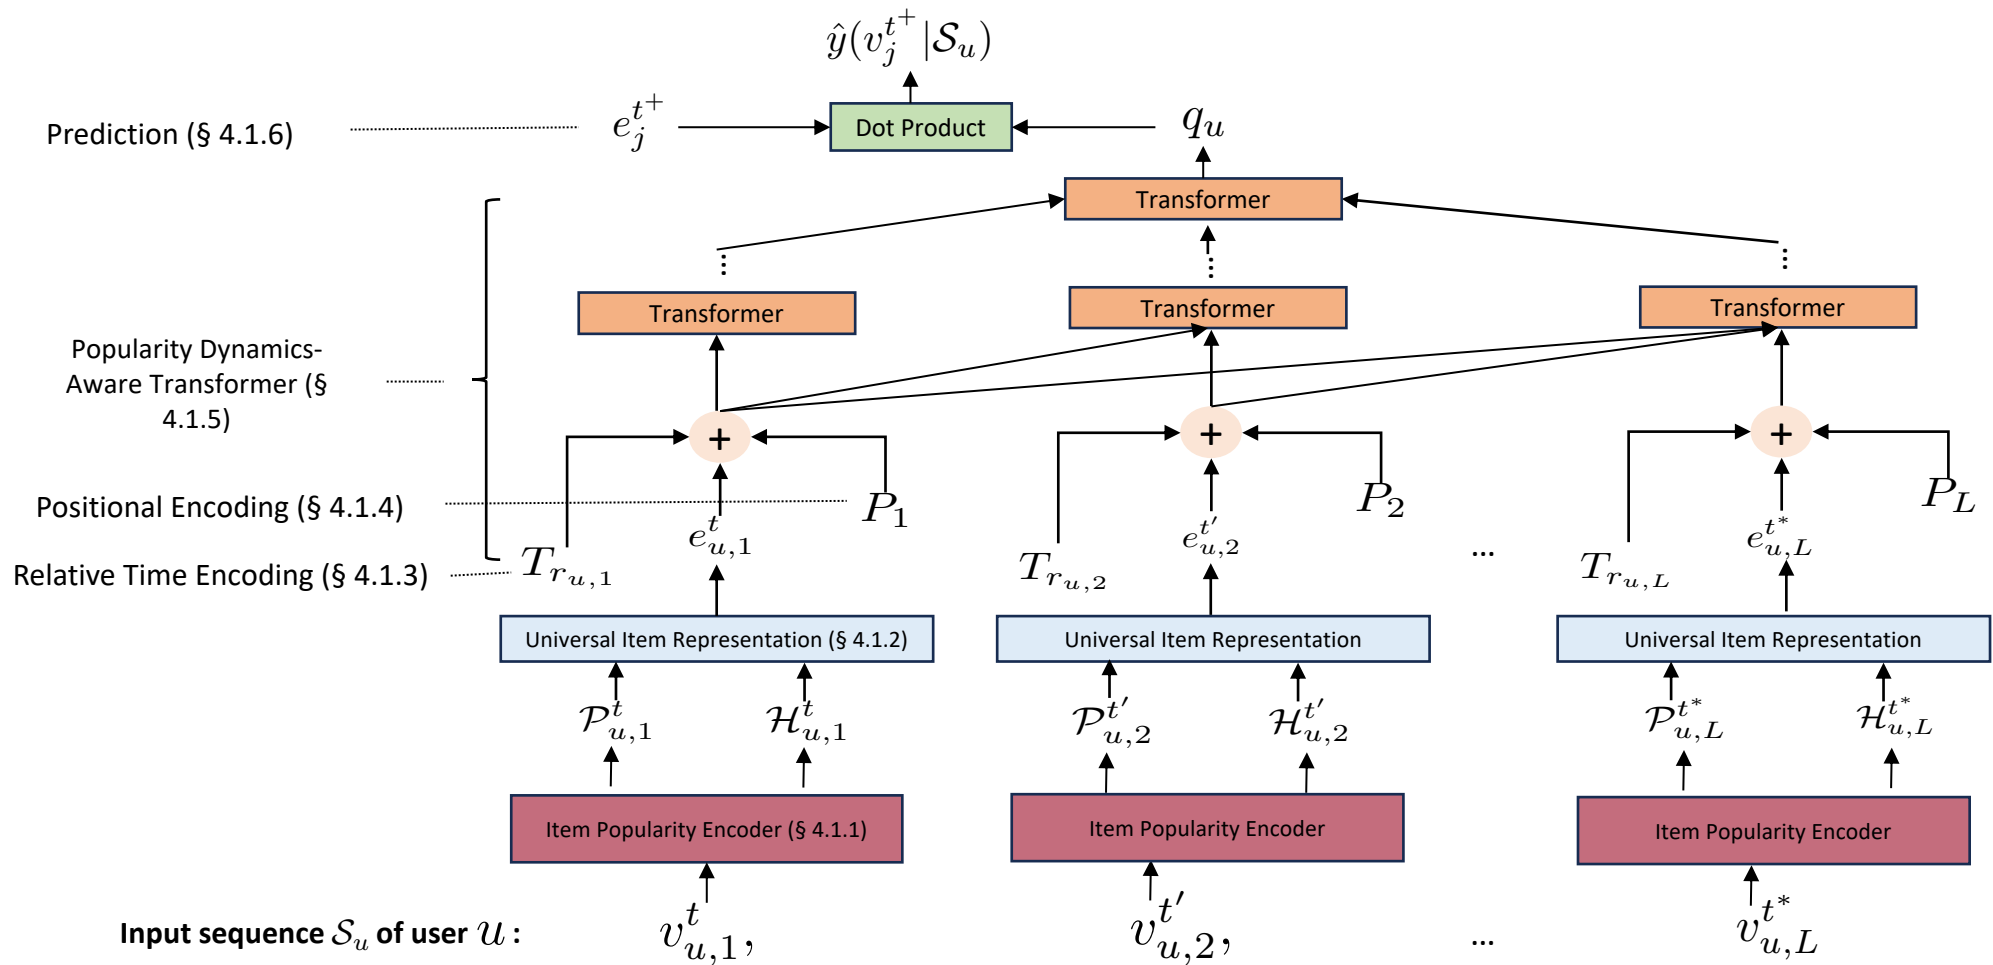 ŷ(v_j^{t^+}|𝒮_u)
Prediction (§ 4.1.6)
e_j^{t^+}
Dot Product
q_u
Transformer
⋮ ⋮ ⋮
Transformer
Transformer
Transformer
Popularity Dynamics-
Aware Transformer (§
4.1.5)
+ + +
Positional Encoding (§ 4.1.4)
P_1
P_2
P_L
e_{u,1}^t
e_{u,2}^{t'}
e_{u,L}^{t*}
Relative Time Encoding (§ 4.1.3)
T_{r_{u,1}}
T_{r_{u,2}}
...
T_{r_{u,L}}
Universal Item Representation (§ 4.1.2)
Universal Item Representation
Universal Item Representation
𝒫_{u,1}^t
ℋ_{u,1}^t
𝒫_{u,2}^{t'}
ℋ_{u,2}^{t'}
𝒫_{u,L}^{t*}
ℋ_{u,L}^{t*}
Item Popularity Encoder (§ 4.1.1)
Item Popularity Encoder
Item Popularity Encoder
Input sequence 𝒮_u of user u : v_{u,1}^t, v_{u,2}^{t'}, ... v_{u,L}^{t*}